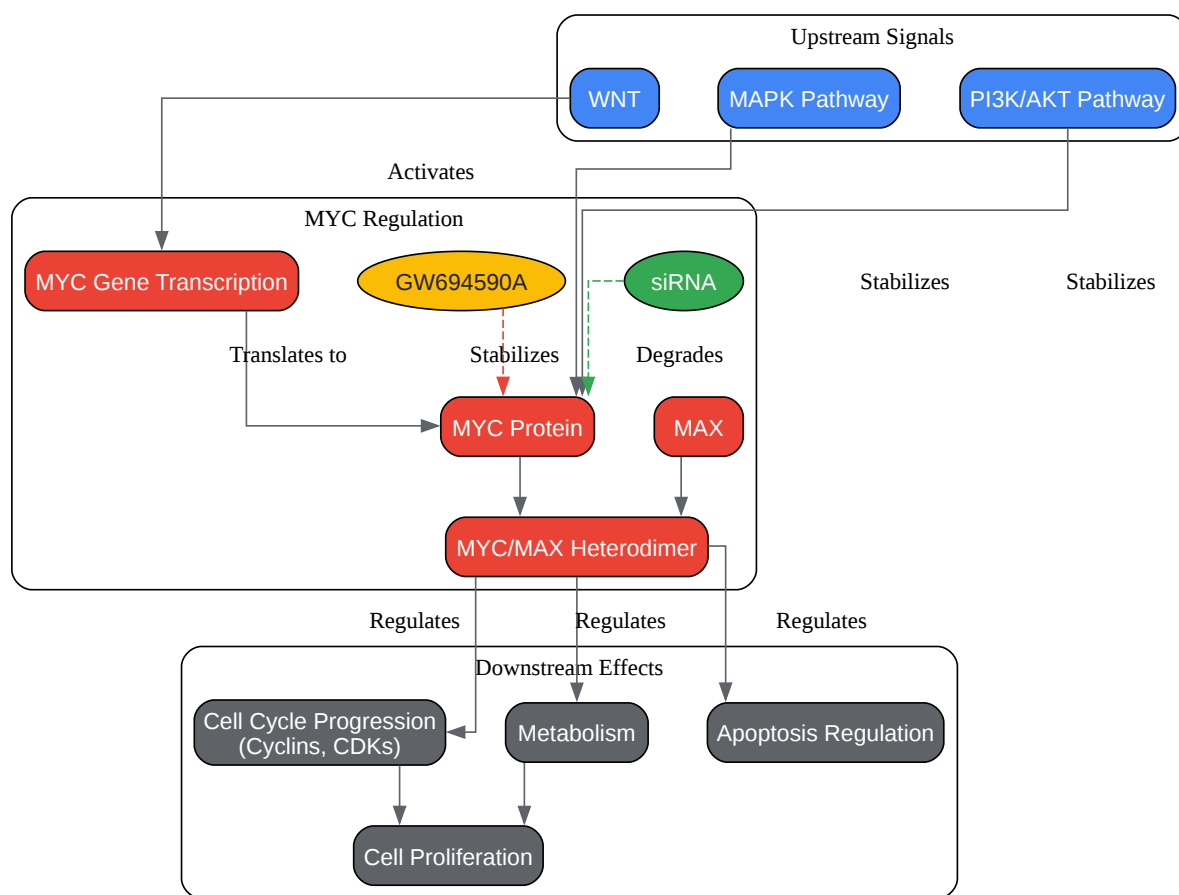 Upstream Signals
WNT
MAPK Pathway
PI3K/AKT Pathway
Activates
MYC Regulation
MYC Gene Transcription
GW694590A
siRNA
Stabilizes
Stabilizes
Translates to
Stabilizes
Degrades
MYC Protein
MAX
MYC/MAX Heterodimer
Regulates
Regulates
Regulates
Downstream Effects
Cell Cycle Progression
(Cyclins, CDKs)
Metabolism
Apoptosis Regulation
Cell Proliferation